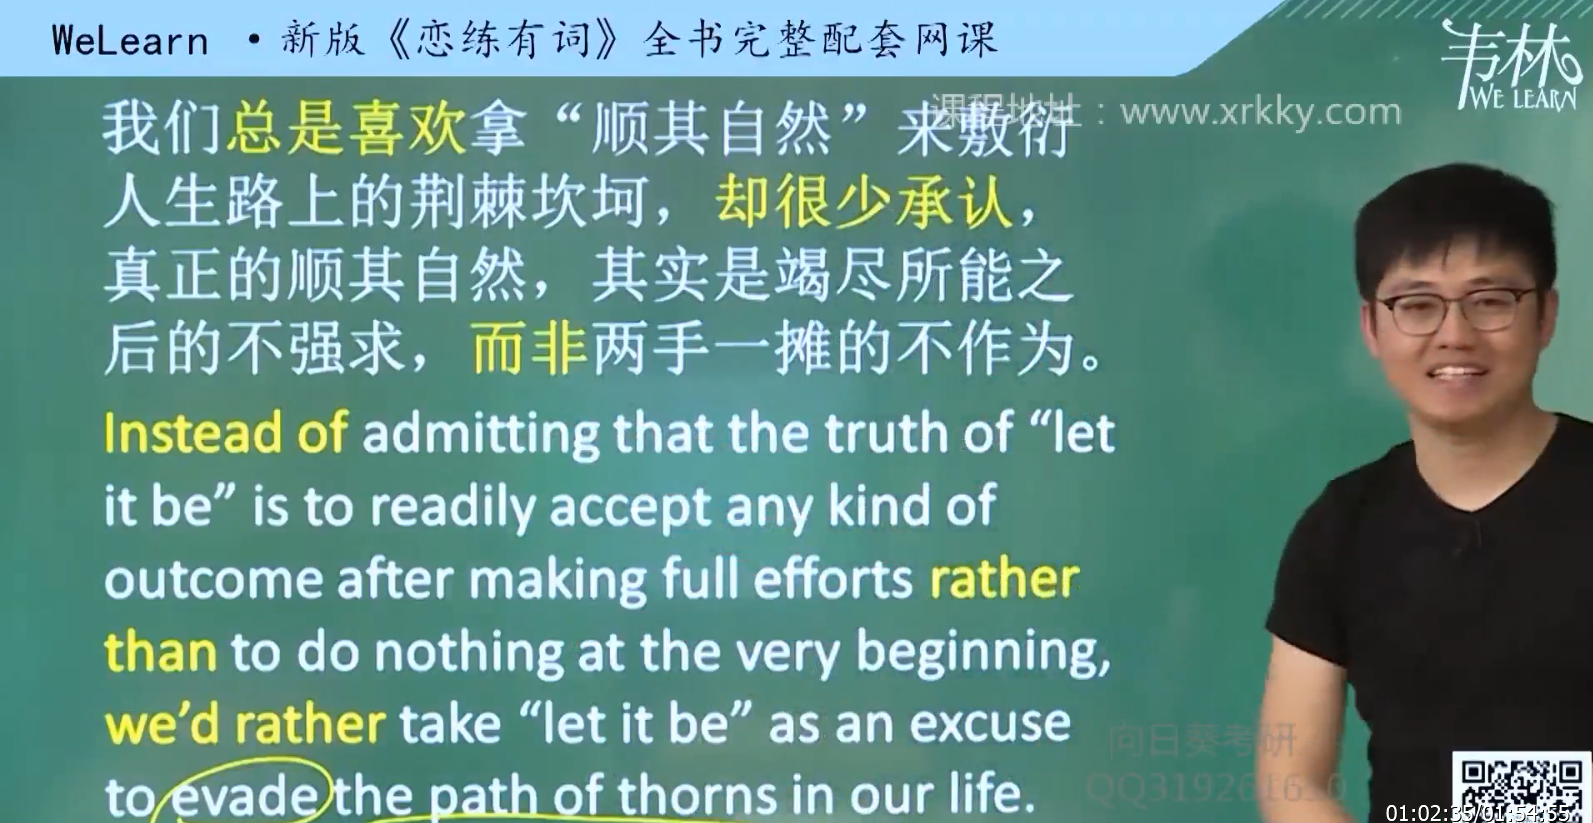 WeLearn ·新版《恋练有词》全书完整配套网课
韦林
WE LEARN
课程地址：www.xrkky.com
我们总是喜欢拿“顺其自然”来敷衍
人生路上的荆棘坎坷，却很少承认，
真正的顺其自然，其实是竭尽所能之
后的不强求，而非两手一摊的不作为。
Instead of admitting that the truth of “let
it be” is to readily accept any kind of
outcome after making full efforts rather
than to do nothing at the very beginning,
we’d rather take “let it be” as an excuse
to evade the path of thorns in our life.
向日葵考研
01:02:35/01:54:55